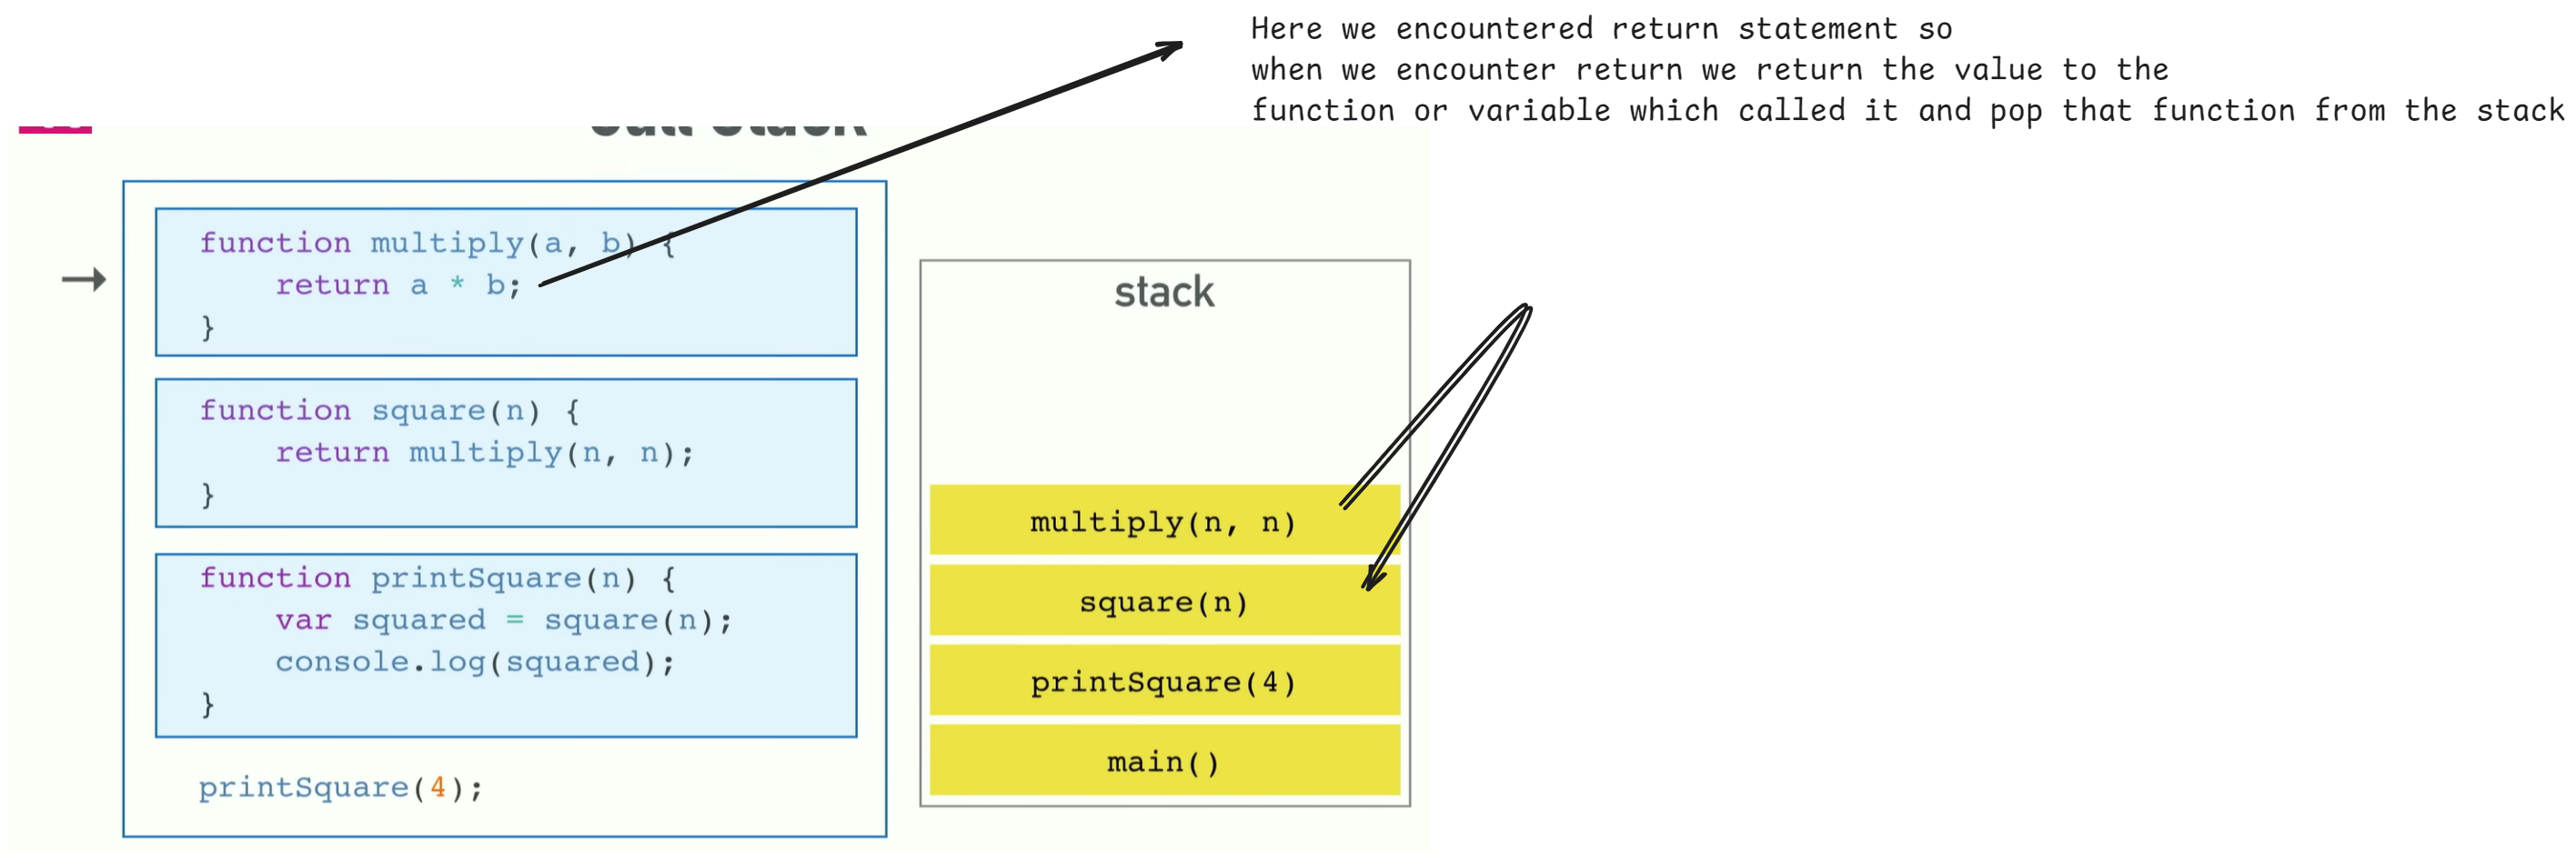 Here we encountered return statement so
when we encounter return we return the value to the
function or variable which called it and pop that function from the stack
function multiply(a, b) {
return a * b;
}
function square(n) {
return multiply(n, n);
}
function printSquare(n) {
var squared = square(n);
console.log(squared);
}
printSquare(4);
stack
multiply(n, n)
square(n)
printSquare(4)
main()